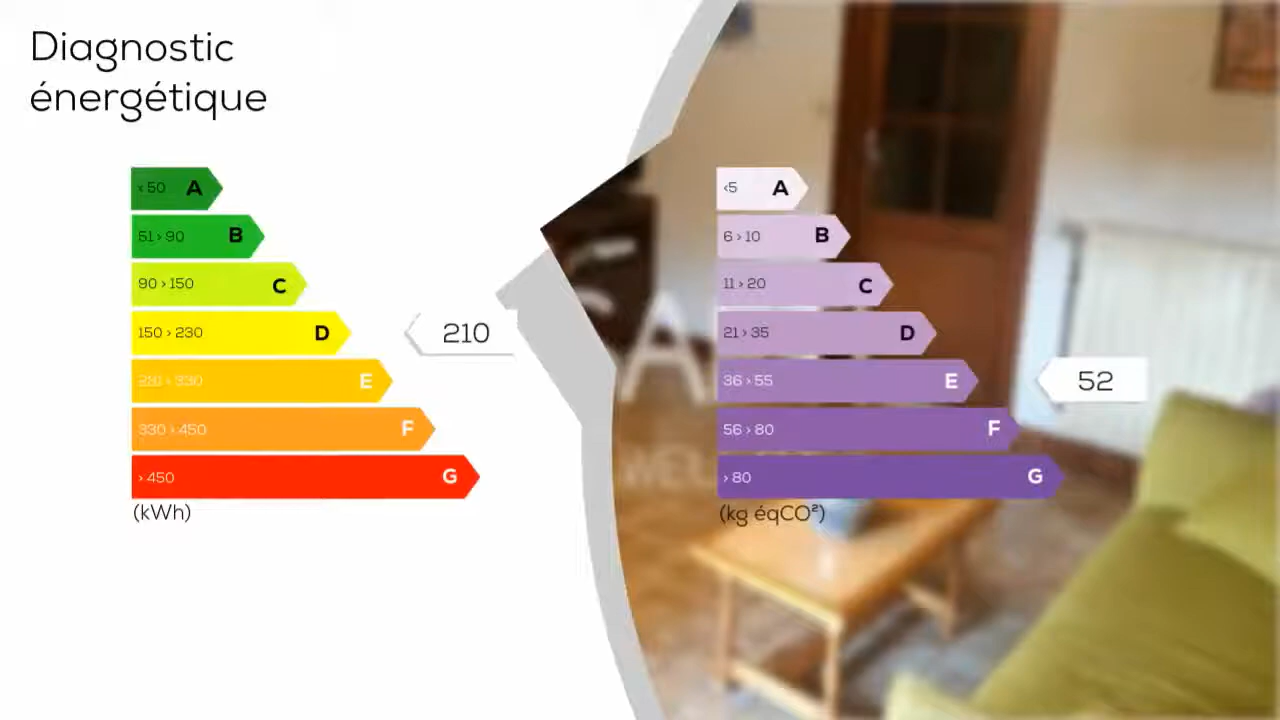 Diagnostic
énergétique
< 50 A
51 > 90 B
90 > 150 C
150 > 230 D
210
E
330 > 450 F
> 450 G
(kWh)
<5 A
6 > 10 B
11 > 20 C
21 > 35 D
36 > 55 E
52
56 > 80 F
> 80 G
(kg éqCO²)